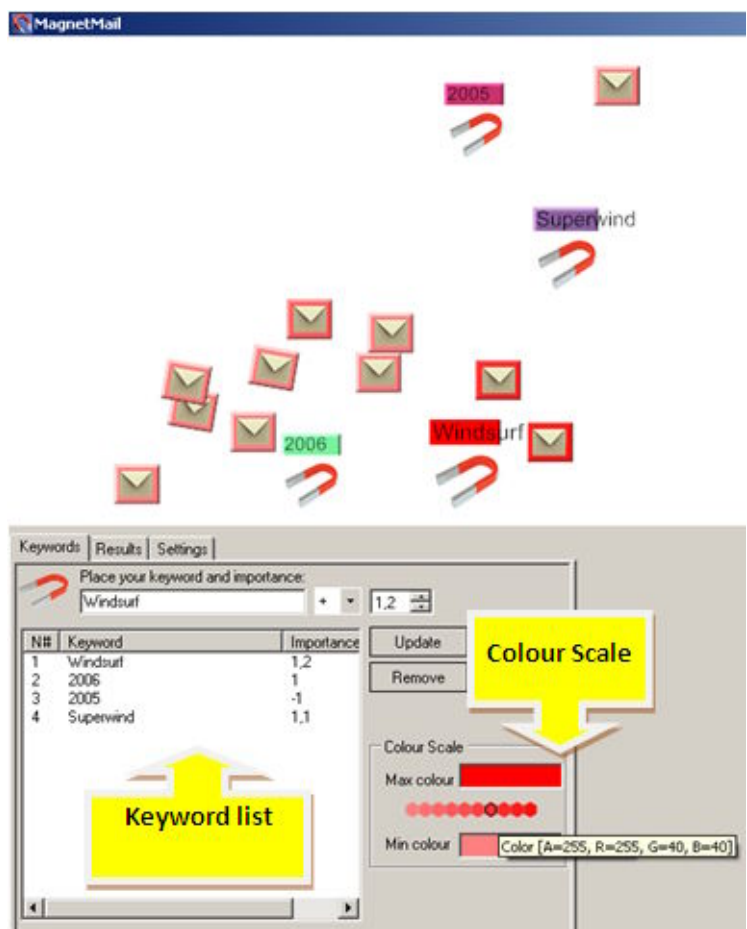 MagnetMail
2005
Superwind
Windsurf
2006
Keywords Results Settings
Place your keyword and importance:
Windsurf + 1,2
N# Keyword Importance
1 Windsurf 1,2
2 2006 1
3 2005 -1
4 Superwind 1,1
Update
Remove
Colour Scale
Keyword list
Colour Scale
Max colour
Min colour
Color [A=255, R=255, G=40, B=40]